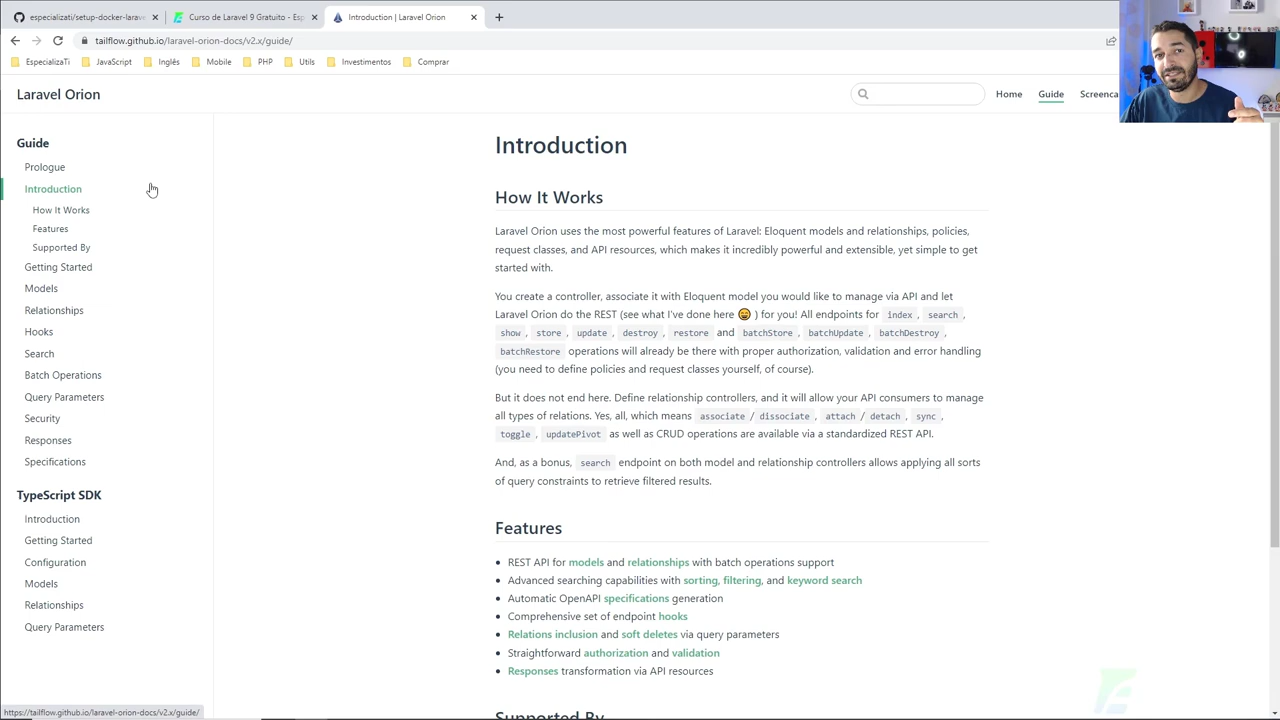 especializati/setup-docker-larave
Curso de Laravel 9 Gratuito - Esp
Introduction | Laravel Orion
tailflow.github.io/laravel-orion-docs/v2.x/guide/
EspecializaTi
JavaScript
Inglês
Mobile
PHP
Utils
Investimentos
Comprar
Laravel Orion
Home
Guide
Screenca
Guide
Prologue
Introduction
How It Works
Features
Supported By
Getting Started
Models
Relationships
Hooks
Search
Batch Operations
Query Parameters
Security
Responses
Specifications
TypeScript SDK
Introduction
Getting Started
Configuration
Models
Relationships
Query Parameters
Introduction
How It Works
Laravel Orion uses the most powerful features of Laravel: Eloquent models and relationships, policies,
request classes, and API resources, which makes it incredibly powerful and extensible, yet simple to get
started with.
You create a controller, associate it with Eloquent model you would like to manage via API and let
Laravel Orion do the REST (see what I've done here 😄 ) for you! All endpoints for index , search ,
show , store , update , destroy , restore and batchStore , batchUpdate , batchDestroy ,
batchRestore operations will already be there with proper authorization, validation and error handling
(you need to define policies and request classes yourself, of course).
But it does not end here. Define relationship controllers, and it will allow your API consumers to manage
all types of relations. Yes, all, which means associate / dissociate , attach / detach , sync ,
toggle , updatePivot as well as CRUD operations are available via a standardized REST API.
And, as a bonus, search endpoint on both model and relationship controllers allows applying all sorts
of query constraints to retrieve filtered results.
Features
• REST API for models and relationships with batch operations support
• Advanced searching capabilities with sorting, filtering, and keyword search
• Automatic OpenAPI specifications generation
• Comprehensive set of endpoint hooks
• Relations inclusion and soft deletes via query parameters
• Straightforward authorization and validation
• Responses transformation via API resources
Supported By
https://tailflow.github.io/laravel-orion-docs/v2.x/guide/